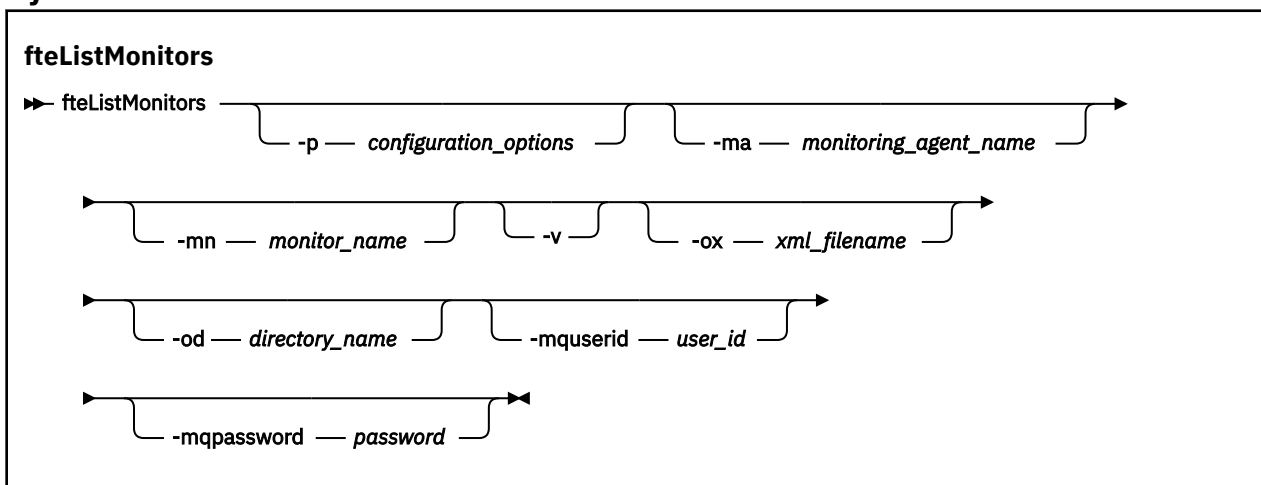 fteListMonitors
fteListMonitors
-p configuration_options -ma monitoring_agent_name
-mn monitor_name -v -ox xml_filename
-od directory_name -mquserid user_id
-mqpassword password